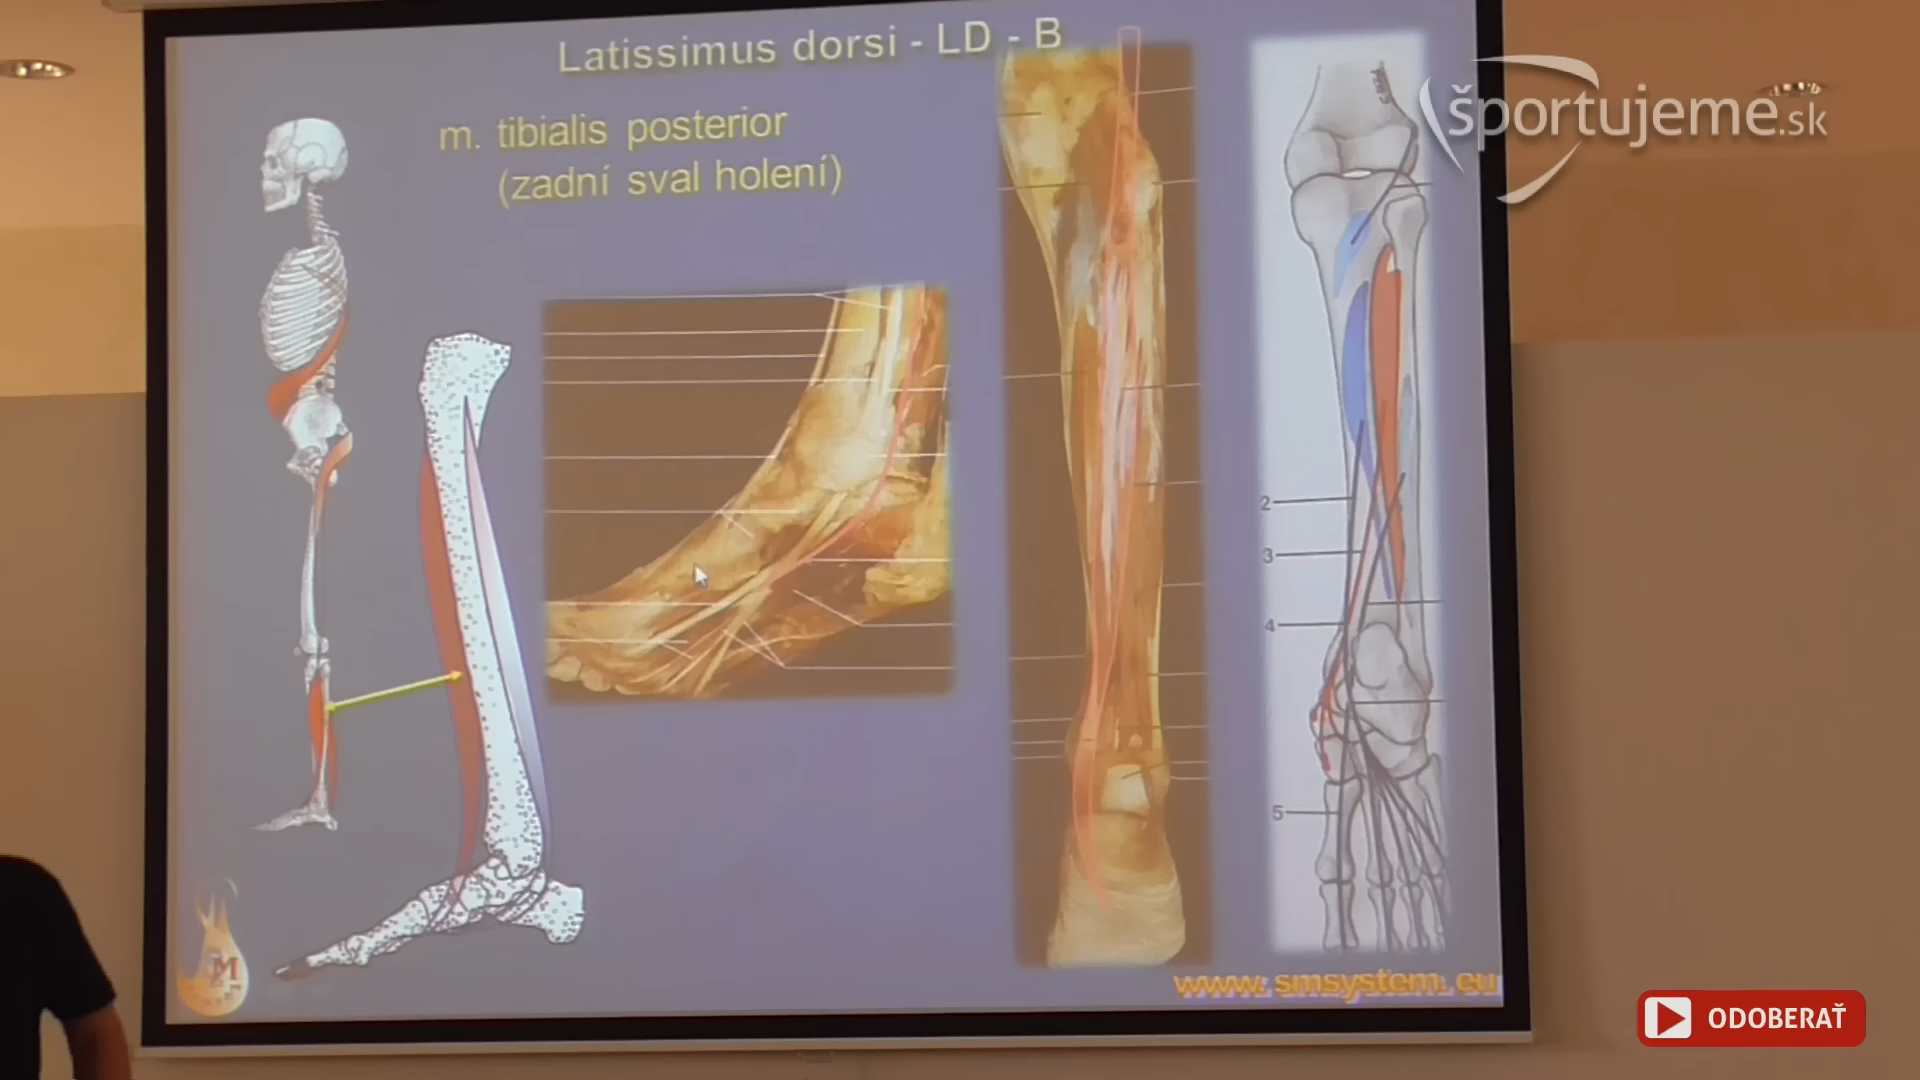 Latissimus dorsi - LD - B
m. tibialis posterior
(zadní sval holení)
športujeme.sk
2
3
4
5
M
www. smsystem. eu
ODOBERAŤ